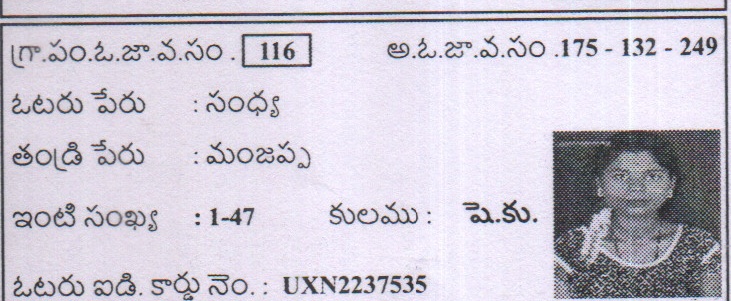 గ్రా.పం.ఓ.జా.వ.సం . 116 అ.ఓ.జా.వ.సం .175 - 132 - 249
ఓటరు పేరు : సంధ్య
తండ్రి పేరు : మంజప్ప
ఇంటి సంఖ్య : 1-47 కులము : షె.కు.
ఓటరు ఐడి. కార్డు నెం. : UXN2237535